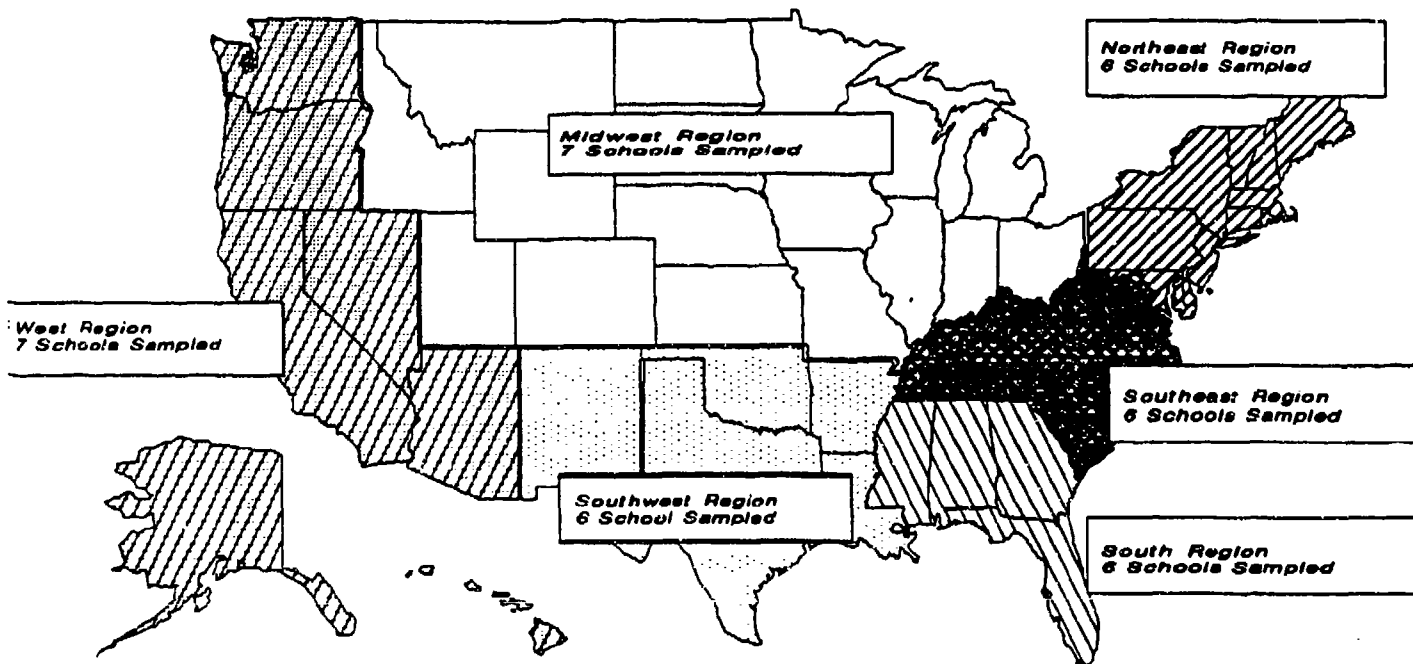 Northeast Region
6 Schools Sampled
Midwest Region
7 Schools Sampled
West Region
7 Schools Sampled
Southeast Region
6 Schools Sampled
Southwest Region
6 School Sampled
South Region
6 Schools Sampled